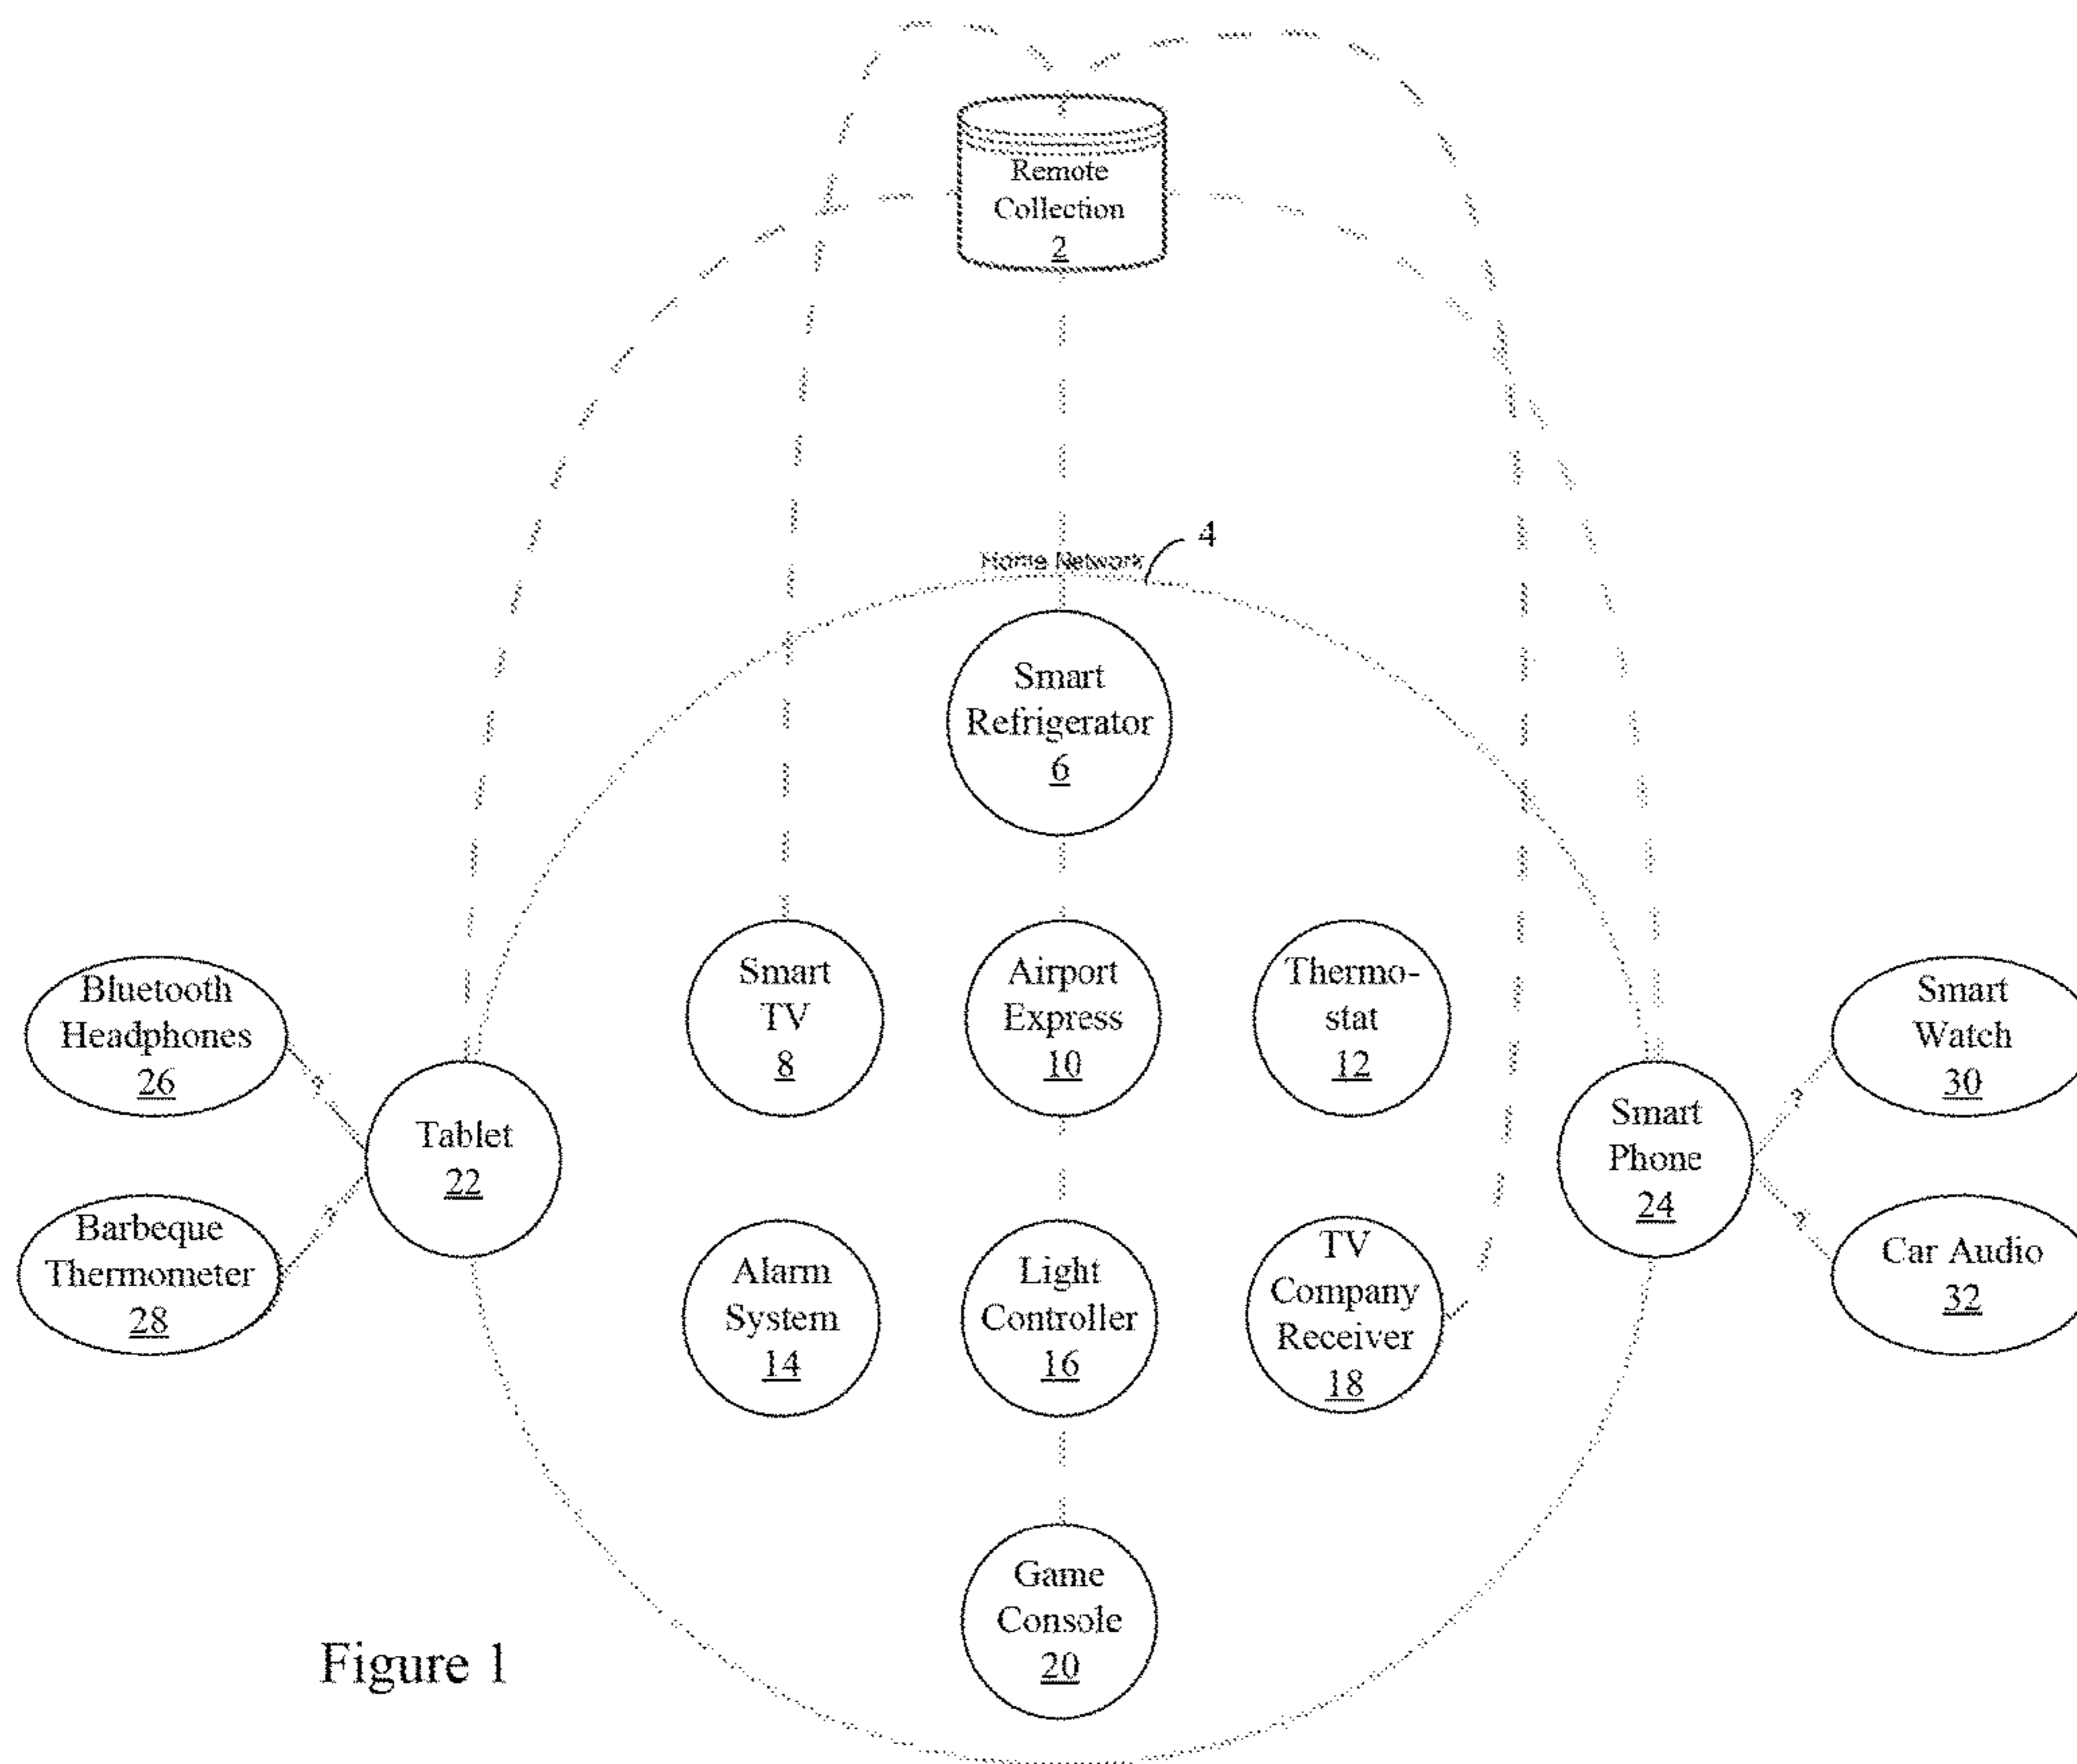 Remote
Collection
2
4
Home Network
Smart
Refrigerator
6
Smart
TV
8
Airport
Express
10
Thermo-
stat
12
Bluetooth
Headphones
26
Smart
Watch
30
?
?
Tablet
22
Smart
Phone
24
?
?
Barbeque
Thermometer
28
Alarm
System
14
Light
Controller
16
TV
Company
Receiver
18
Car Audio
32
Game
Console
20
Figure 1